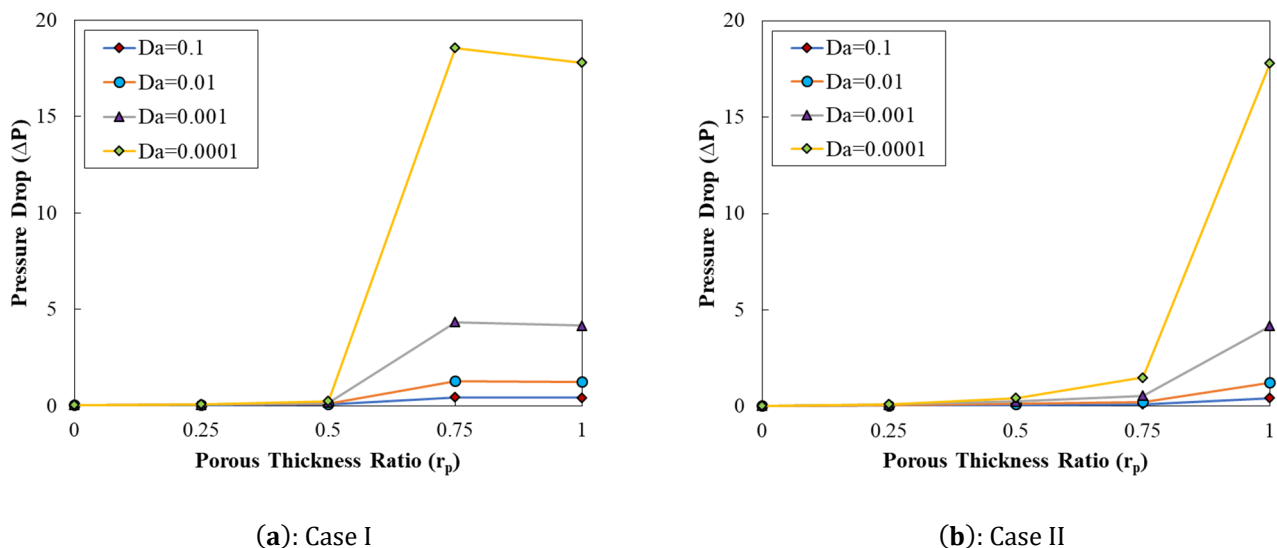 20
15
10
5
0
Pressure Drop (ΔP)
Da=0.1
Da=0.01
Da=0.001
Da=0.0001
0 0.25 0.5 0.75 1
Porous Thickness Ratio (rₚ)
(a): Case I
20
15
10
5
0
Pressure Drop (ΔP)
Da=0.1
Da=0.01
Da=0.001
Da=0.0001
0 0.25 0.5 0.75 1
Porous Thickness Ratio (rₚ)
(b): Case II